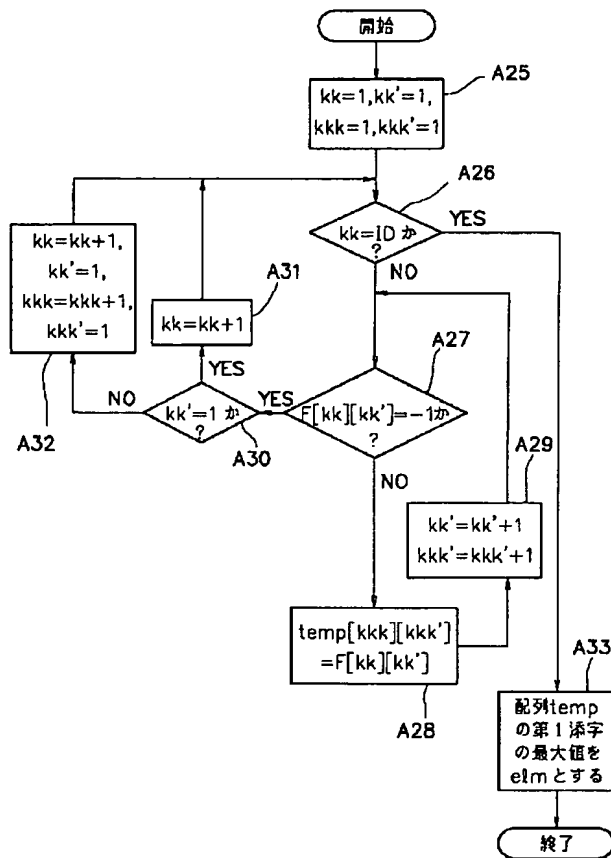 開始
A25
kk=1,kk'=1,
kkk=1,kkk'=1
A26
kk=IDか
?
YES
NO
kk=kk+1,
kk'=1,
kkk=kkk+1,
kkk'=1
A32
A31
kk=kk+1
YES
NO
kk'=1か
?
A30
YES
A27
F[kk][kk']=-1か
?
NO
A29
kk'=kk'+1
kkk'=kkk'+1
temp[kkk][kkk']
=F[kk][kk']
A28
A33
配列temp
の第1添字
の最大値を
elmとする
終了